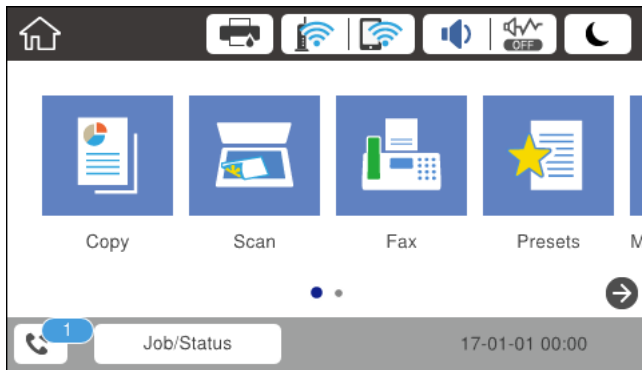 OFF
Copy
Scan
Fax
Presets
M
1
Job/Status
17-01-01 00:00